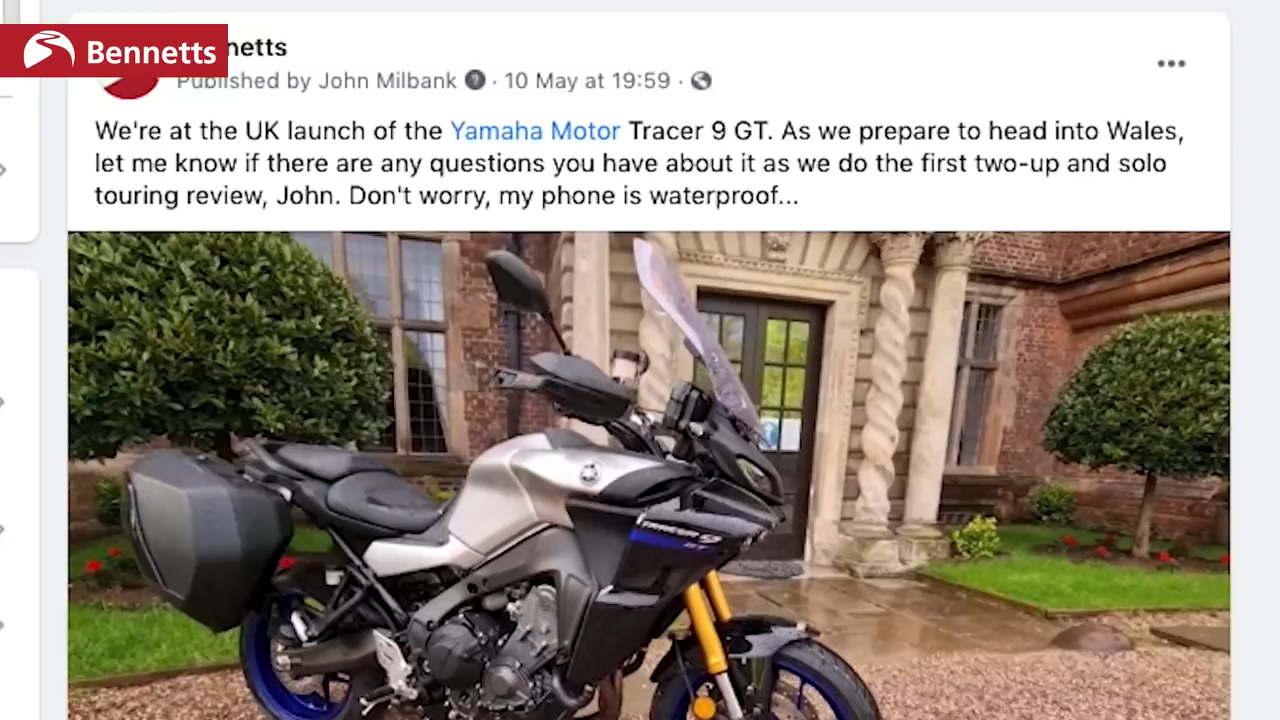 Bennetts
netts
Published by John Milbank · 10 May at 19:59 ·
We're at the UK launch of the Yamaha Motor Tracer 9 GT. As we prepare to head into Wales,
let me know if there are any questions you have about it as we do the first two-up and solo
touring review, John. Don't worry, my phone is waterproof...
TRACER 9
GT